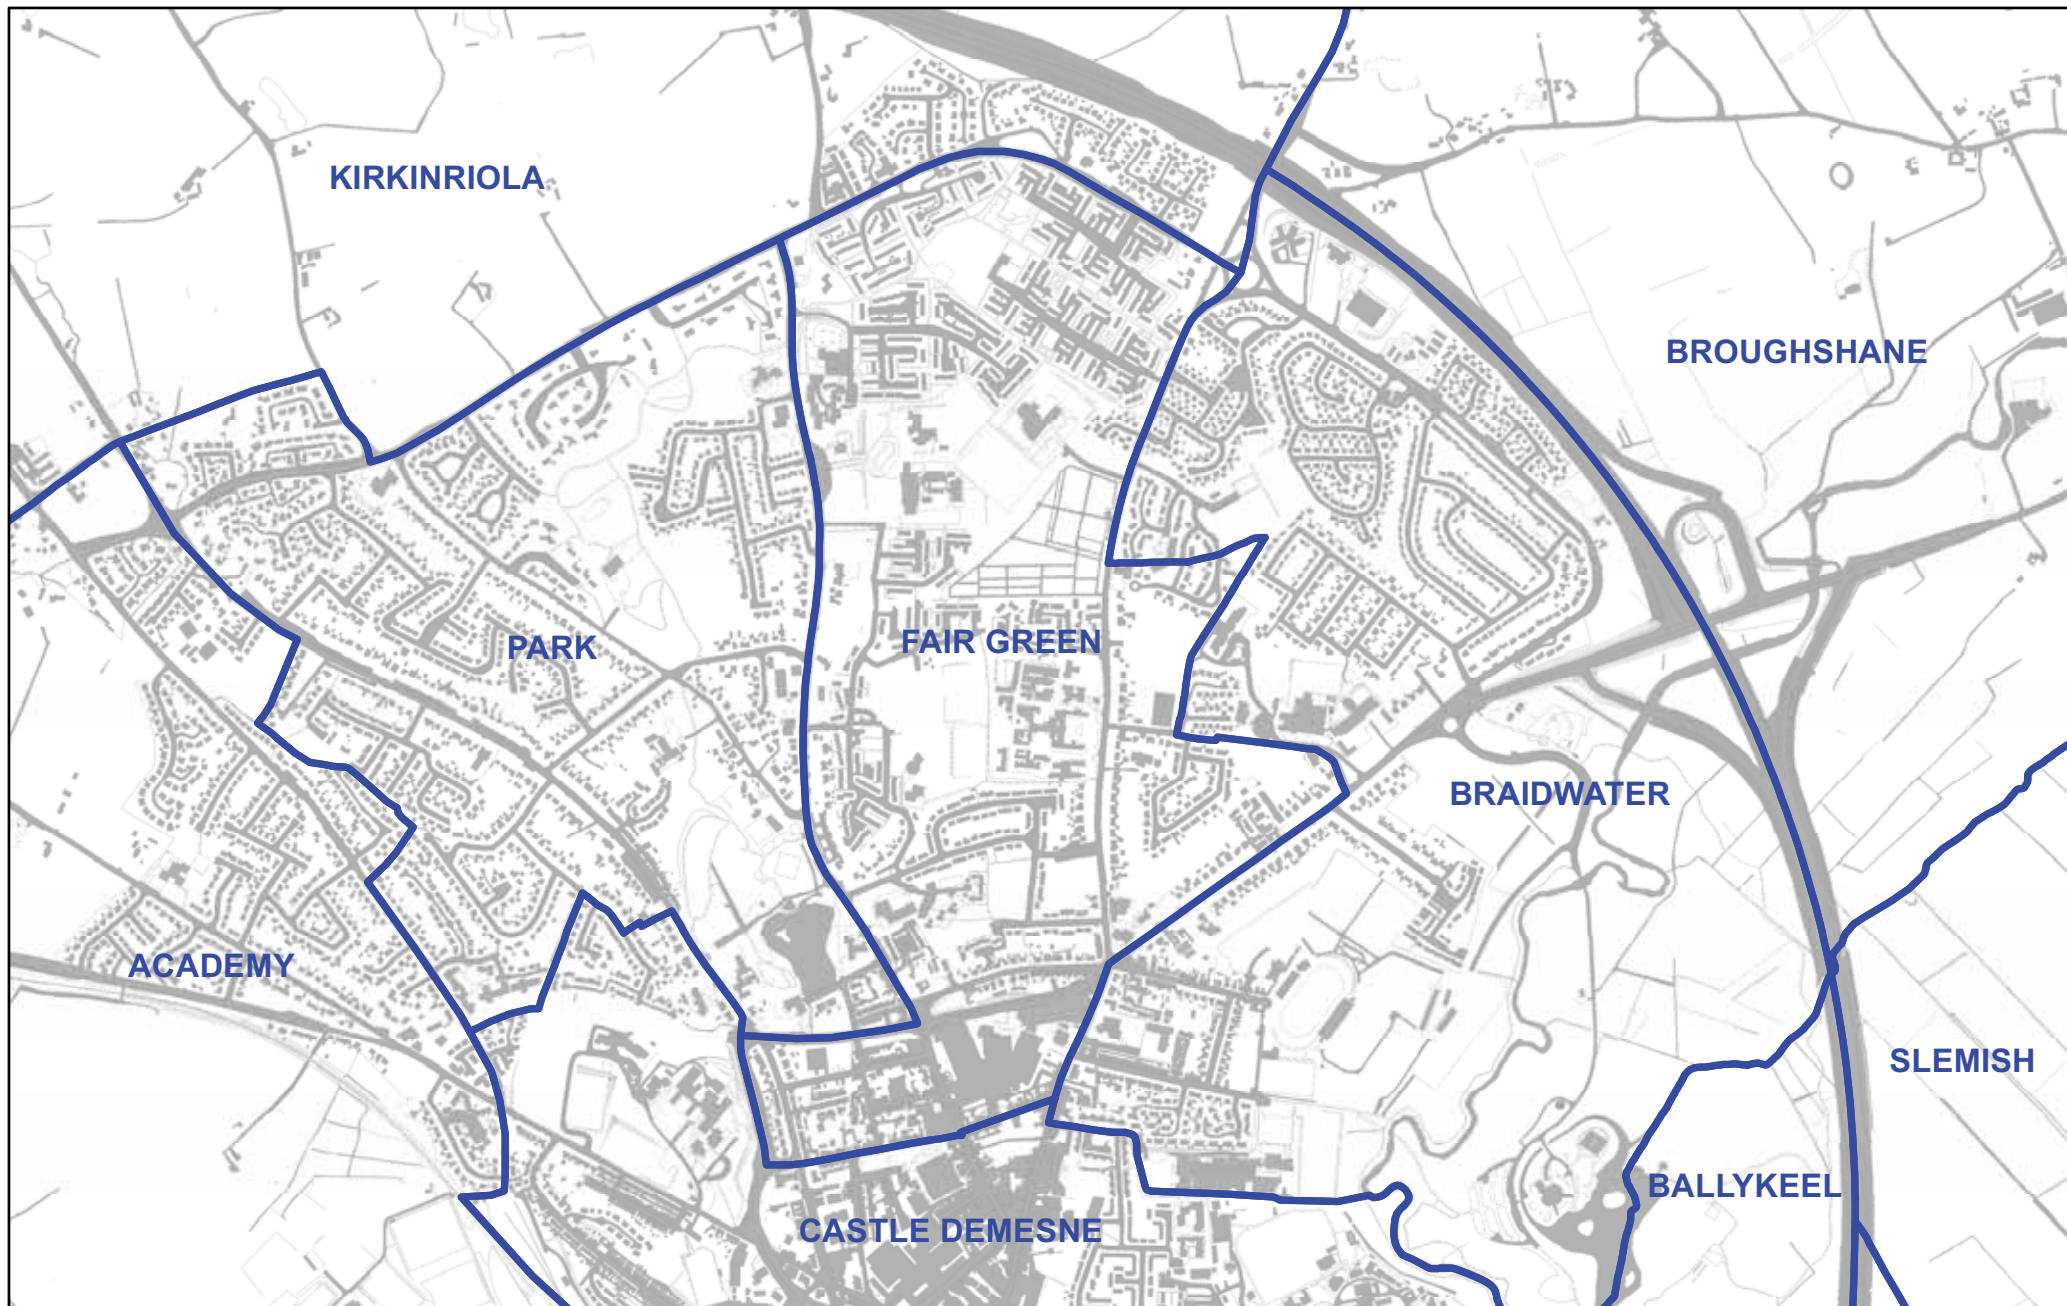 KIRKINRIOLA
BROUGHSHANE
PARK
FAIR GREEN
BRAIDWATER
ACADEMY
SLEMISH
BALLYKEEL
CASTLE DEMESNE